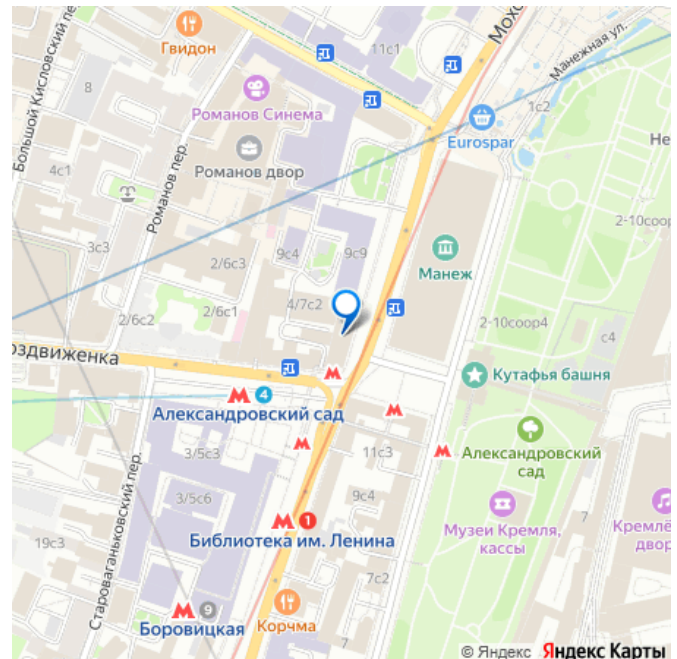 Большой Кисловский пер.
Гвидон
11с1
Мохо
Манежная ул.
8
Романов Синема
1с2
Eurospar
Не
Романов пер.
Романов двор
4с1
2-10соор
3с3
9с4
9с9
Манеж
2/6с3
4/7с2
2/6с1
2/6с2
2-10соор4
оздвиженка
М
Кутафья башня
М 4
Александровский сад
М
М
М
11с3
Александровский
сад
3/5с3
9с4
3/5с6
7
Староваганьковский пер.
М 1
Музеи Кремля,
кассы
Кремлё
двор
19с3
Библиотека им. Ленина
7с2
М 9
Боровицкая
Корчма
7
7
© Яндекс Яндекс Карты